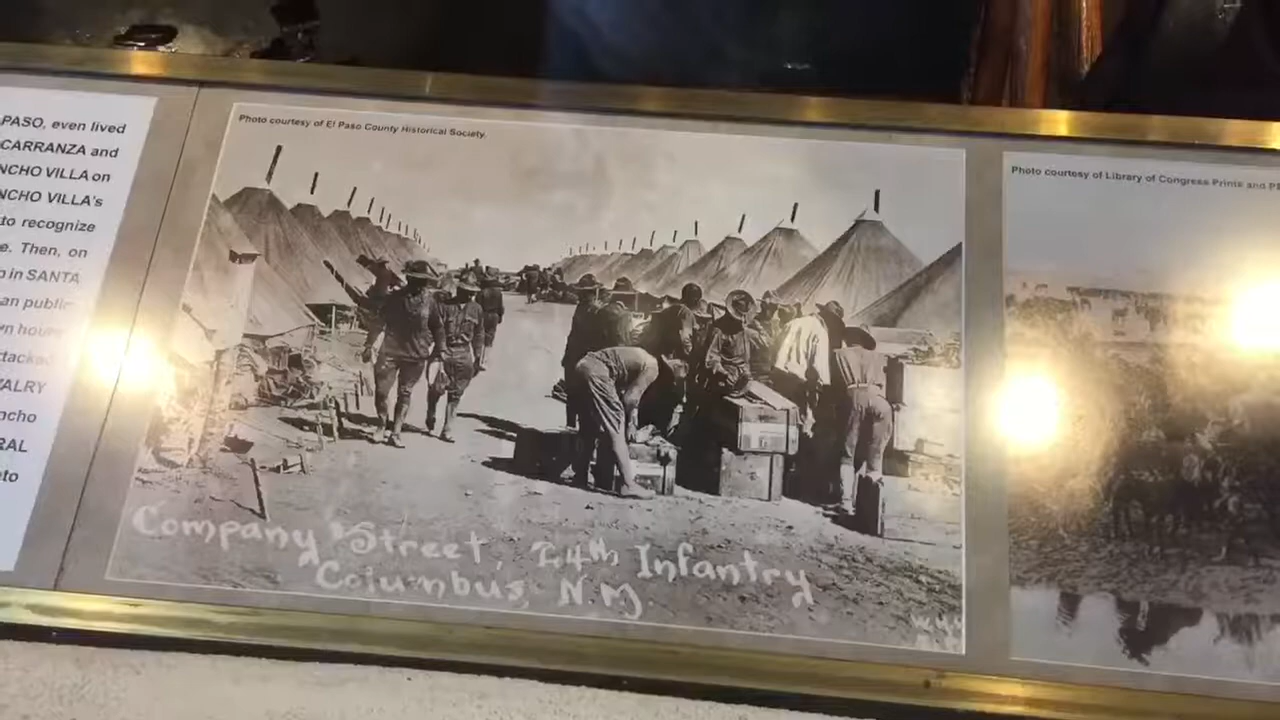 PASO, even lived
CARRANZA and
NCHO VILLA on
NCHO VILLA's
to recognize
e. Then, on
in SANTA
an public
wn
ttacked
ALRY
ncho
RAL
eto
Photo courtesy of El Paso County Historical Society.
Company Street, 24th Infantry
Columbus, N.M.
Photo courtesy of Library of Congress Prints and